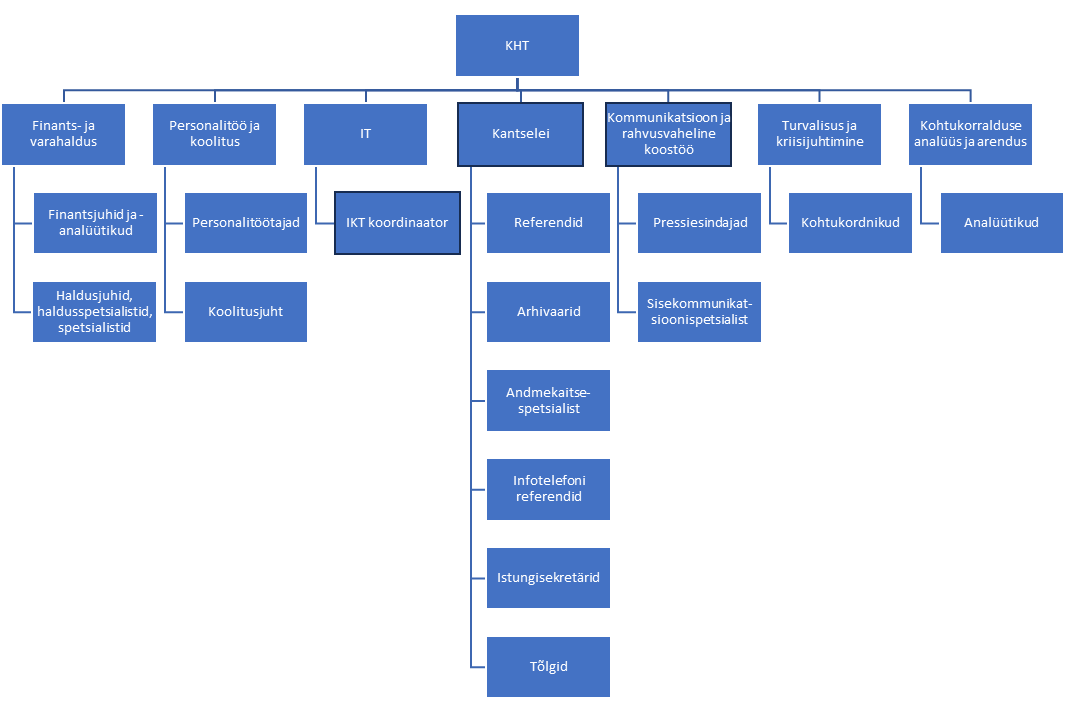 KHT
Finants- ja
varahaldus
Personalitöö ja
koolitus
IT
Kantselei
Kommunikatsioon ja
rahvusvaheline
koostöö
Turvalisus ja
kriisijuhtimine
Kohtukorralduse
analüüs ja arendus
Finantsjuhid ja -
analüütikud
Haldusjuhid,
haldusspetsialistid,
spetsialistid
Personalitöötajad
Koolitusjuht
IKT koordinaator
Referendid
Arhivaarid
Andmekaitse-
spetsialist
Infotelefoni
referendid
Istungisekretärid
Tõlgid
Pressiesindajad
Sisekommunikat-
sioonispetsialist
Kohtukordnikud
Analüütikud